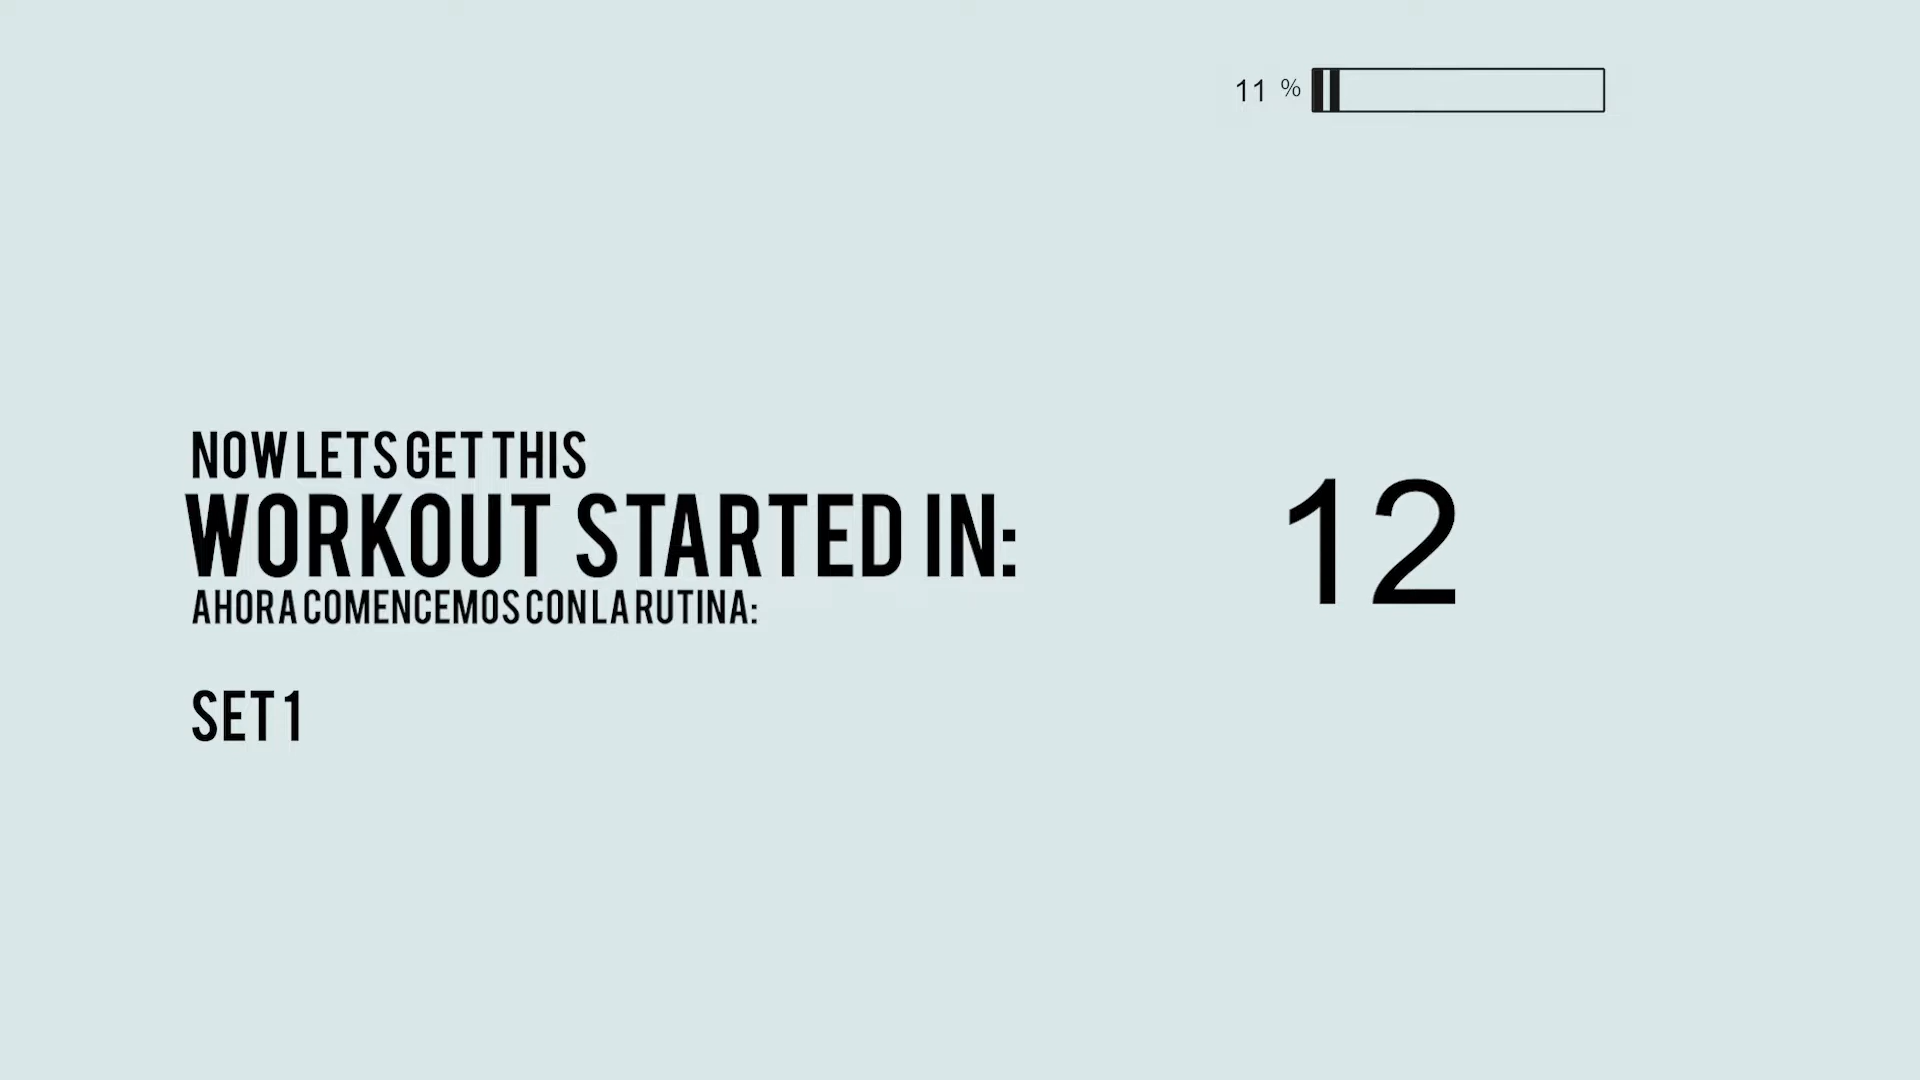 11 %
NOW LETS GET THIS
WORKOUT STARTED IN:
12
AHORA COMENCEMOS CON LA RUTINA:
SET 1